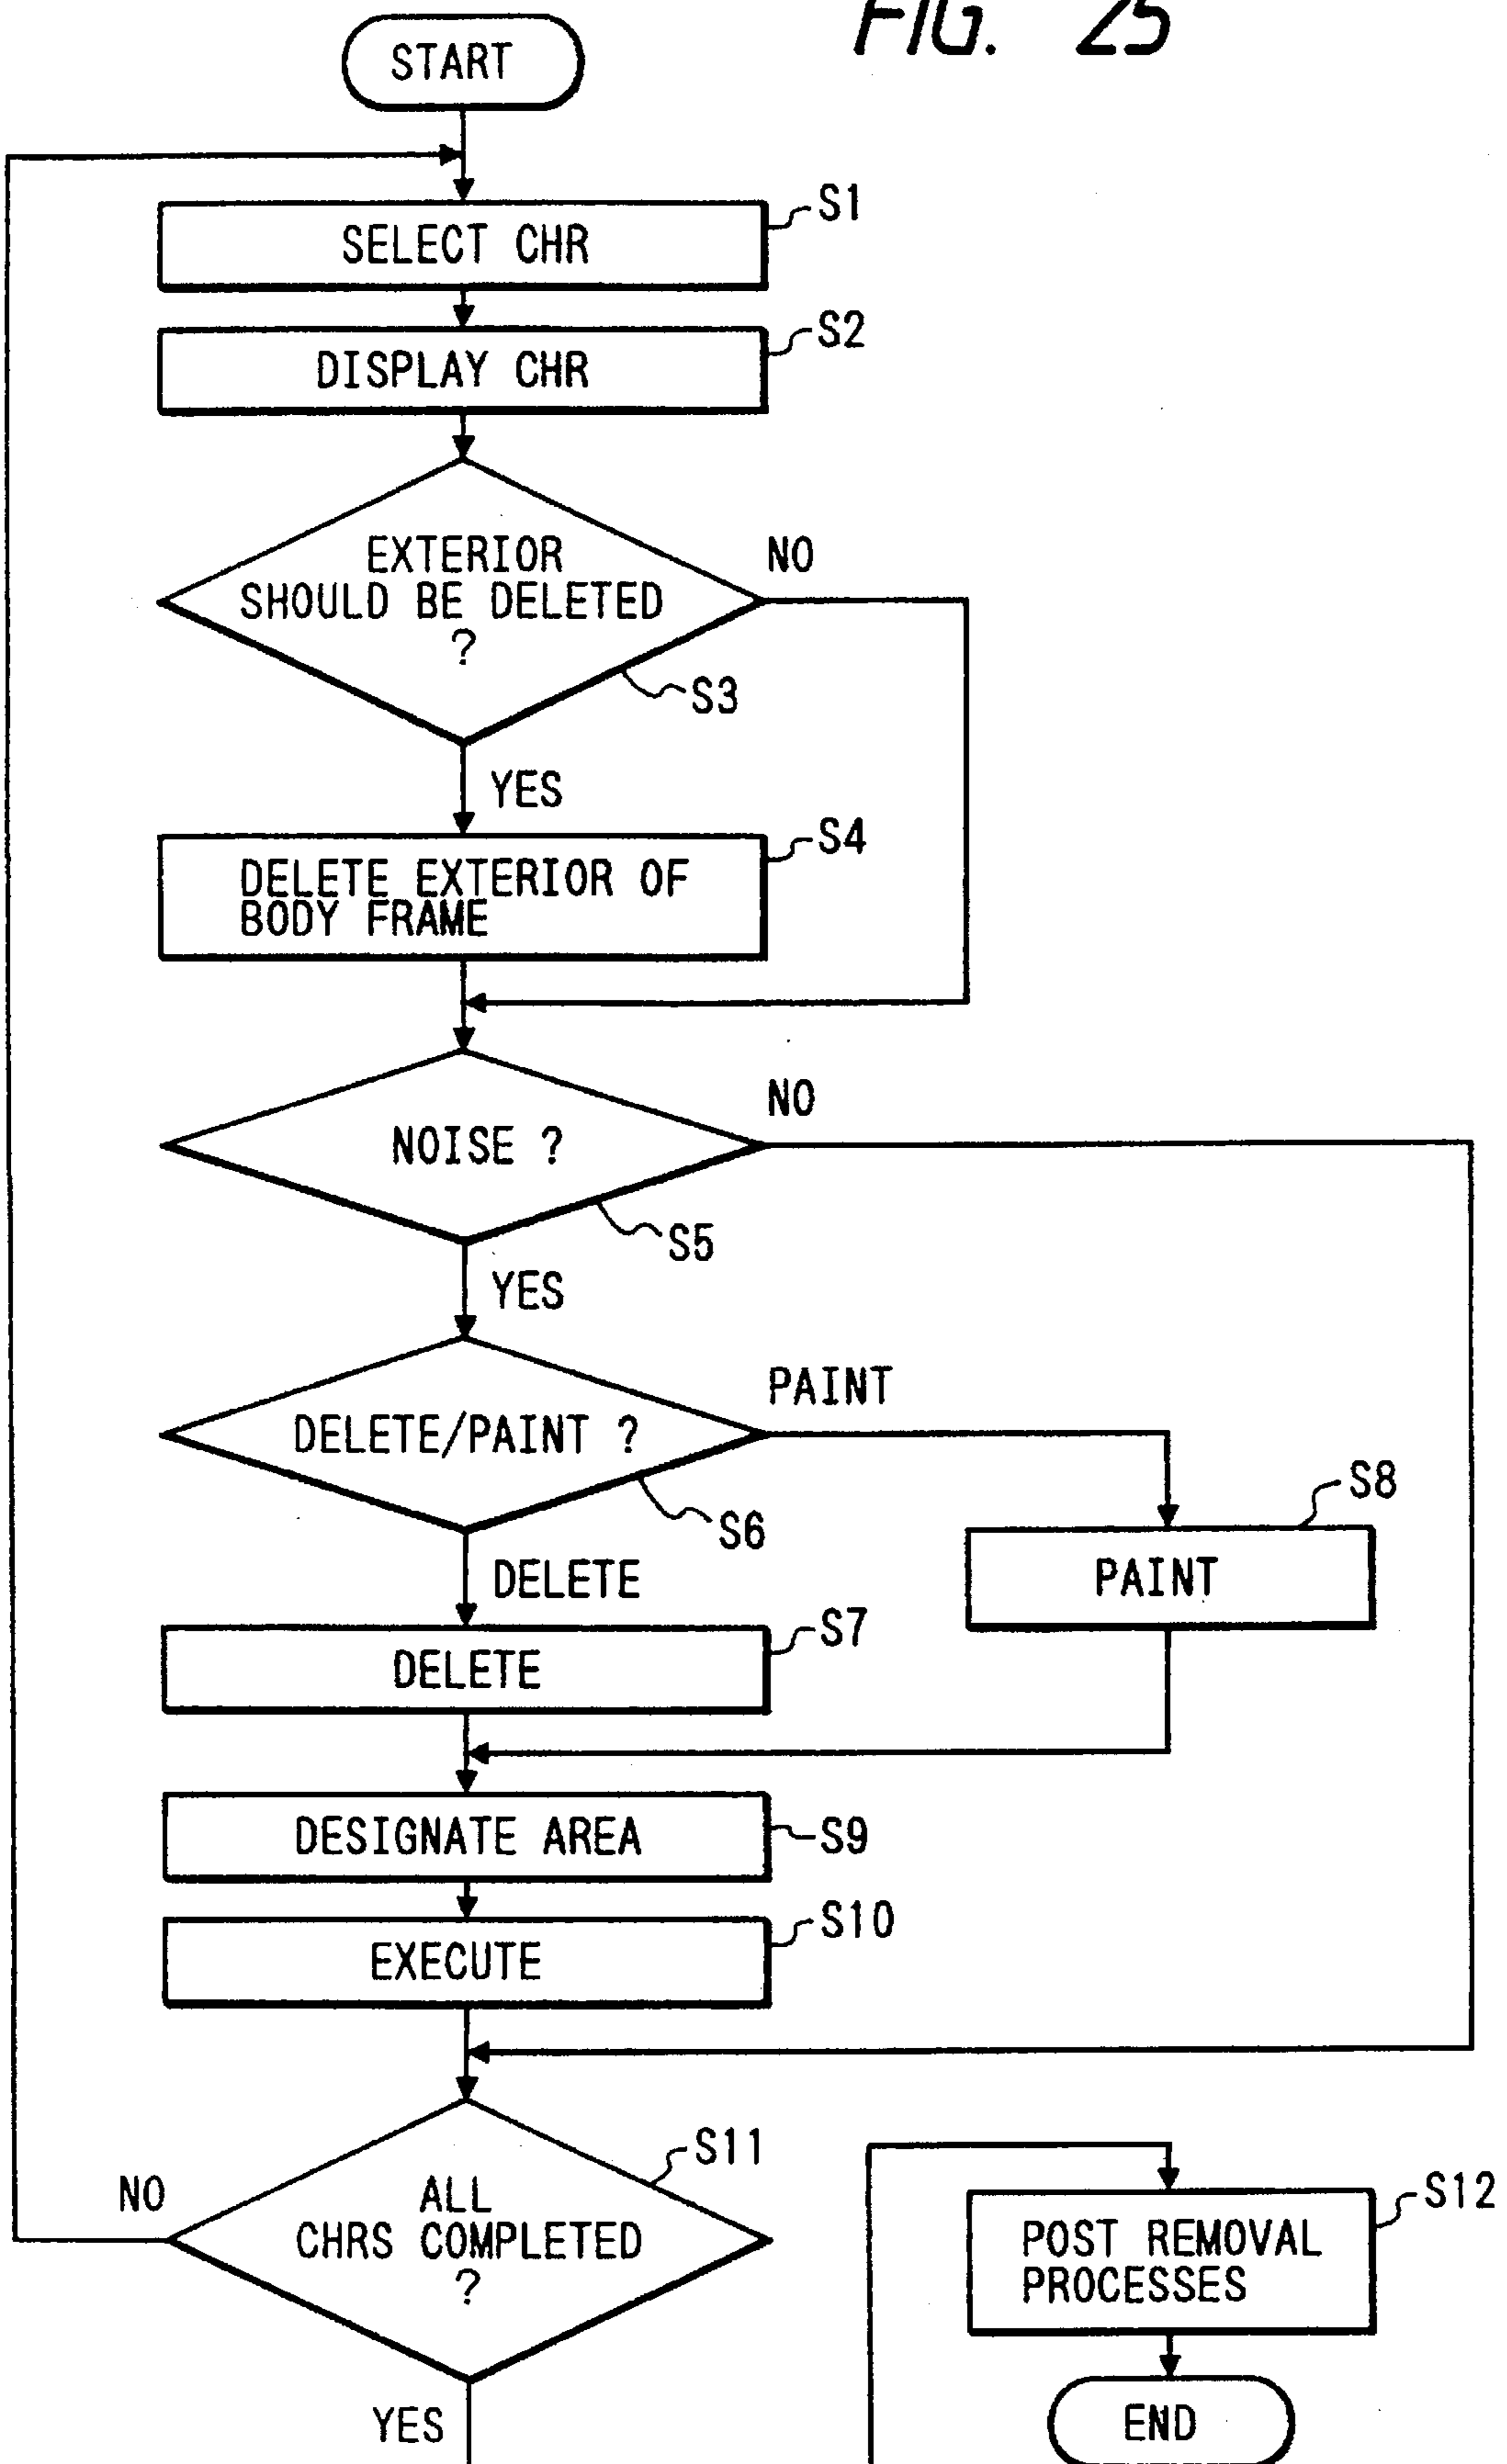 FIG. 25
START
SELECT CHR
S1
DISPLAY CHR
S2
EXTERIOR
SHOULD BE DELETED
?
NO
S3
YES
DELETE EXTERIOR OF
BODY FRAME
S4
NOISE ?
NO
S5
YES
DELETE/PAINT ?
PAINT
S6
DELETE
PAINT
S8
DELETE
S7
DESIGNATE AREA
S9
EXECUTE
S10
ALL
CHRS COMPLETED
?
S11
NO
YES
POST REMOVAL
PROCESSES
S12
END